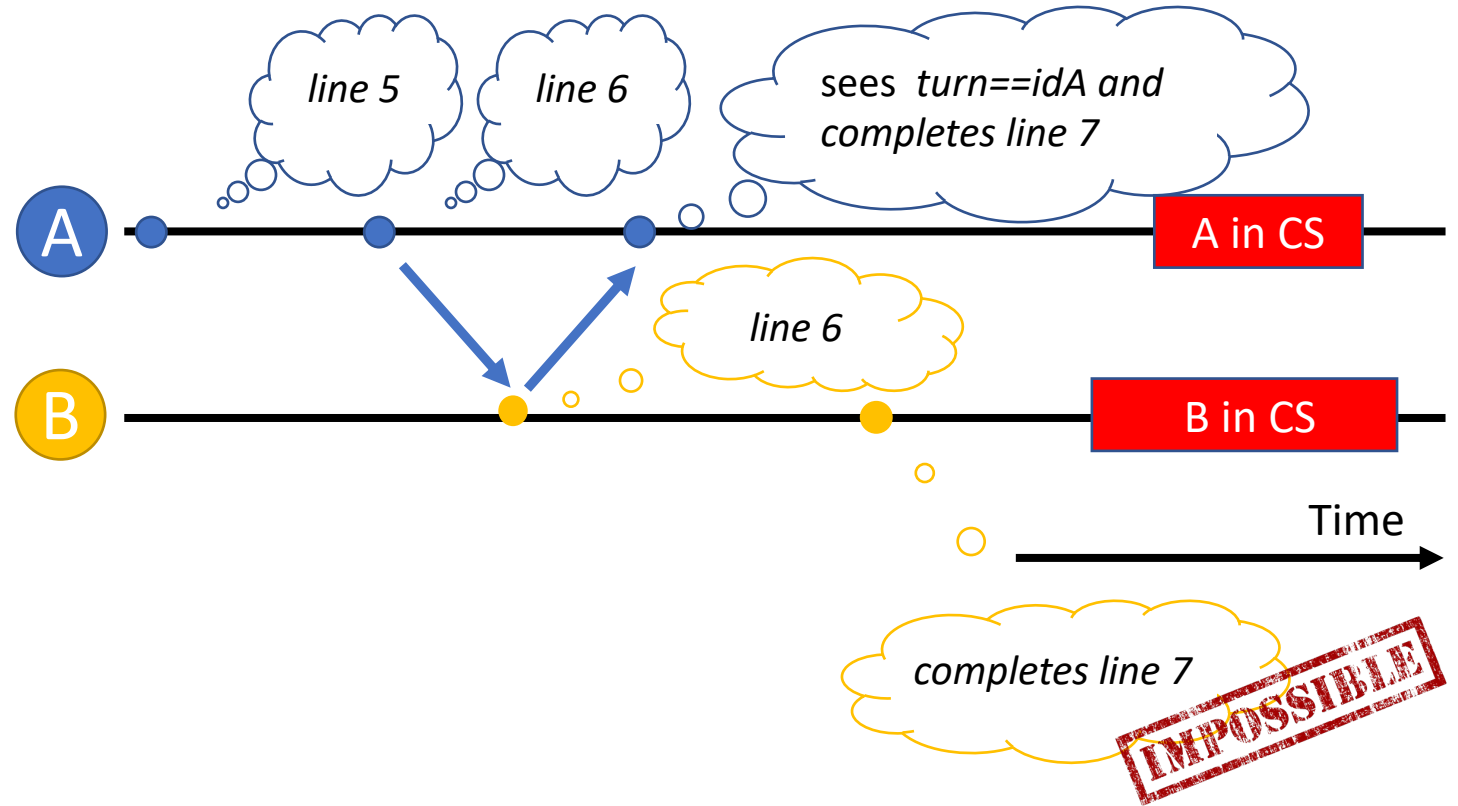 line 5
line 6
sees turn==idA and
completes line 7
A
A in CS
line 6
B
B in CS
Time
completes line 7
IMPOSSIBLE